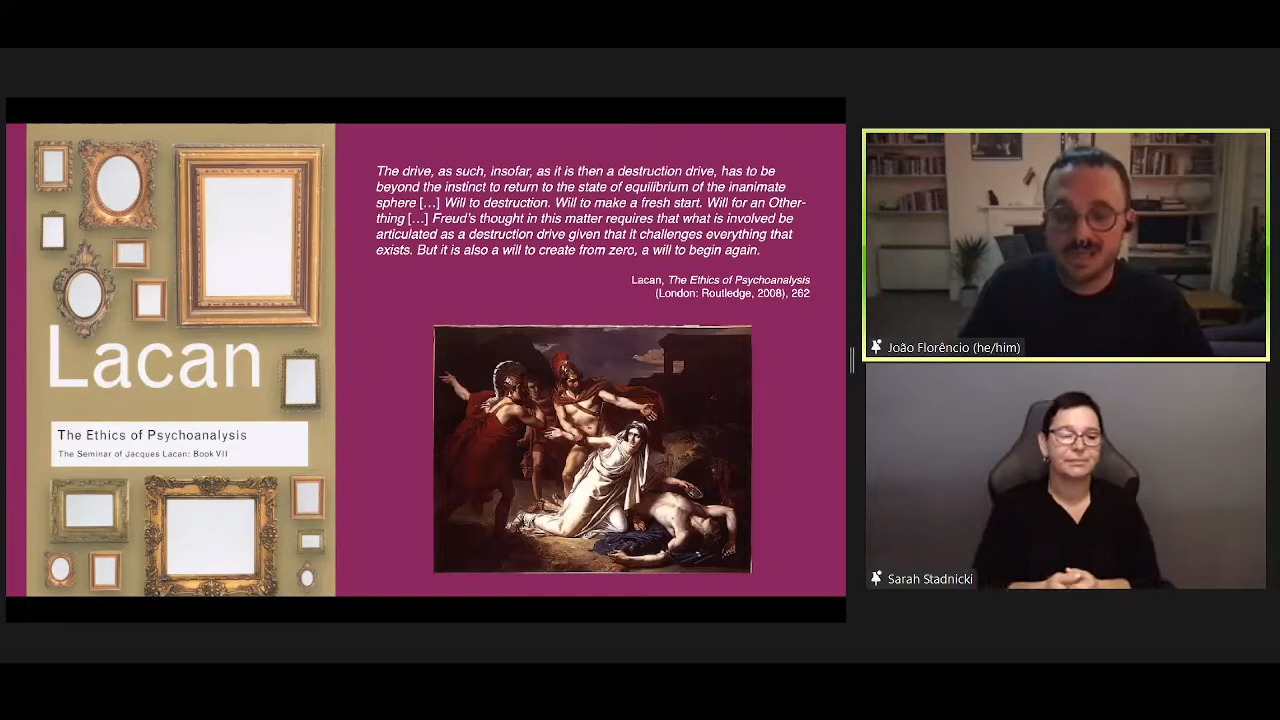 Lacan
The Ethics of Psychoanalysis
The Seminar of Jacques Lacan: Book VII
The drive, as such, insofar, as it is then a destruction drive, has to be
beyond the instinct to return to the state of equilibrium of the inanimate
sphere […] Will to destruction. Will to make a fresh start. Will for an Other-
thing […] Freud's thought in this matter requires that what is involved be
articulated as a destruction drive given that it challenges everything that
exists. But it is also a will to create from zero, a will to begin again.
Lacan, The Ethics of Psychoanalysis
(London: Routledge, 2008), 262
João Florêncio (he/him)
Sarah Stadnicki